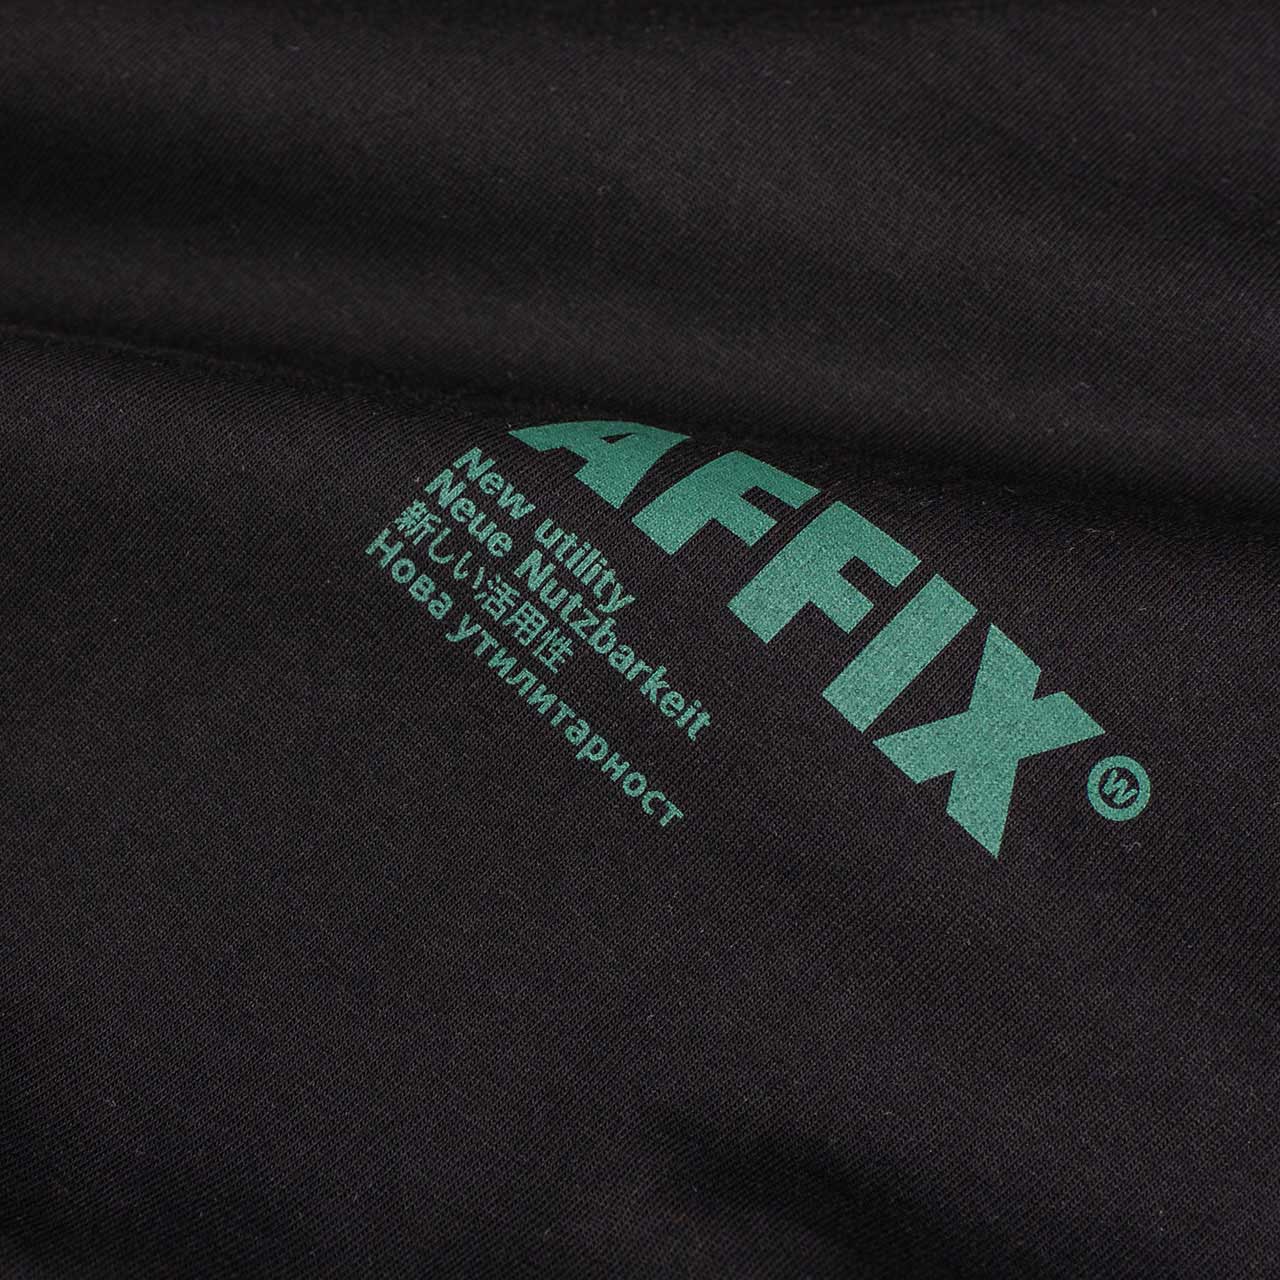 AFFIX
W
New utility
Neue Nutzbarkeit
新しい活用性
Нова утилитарност